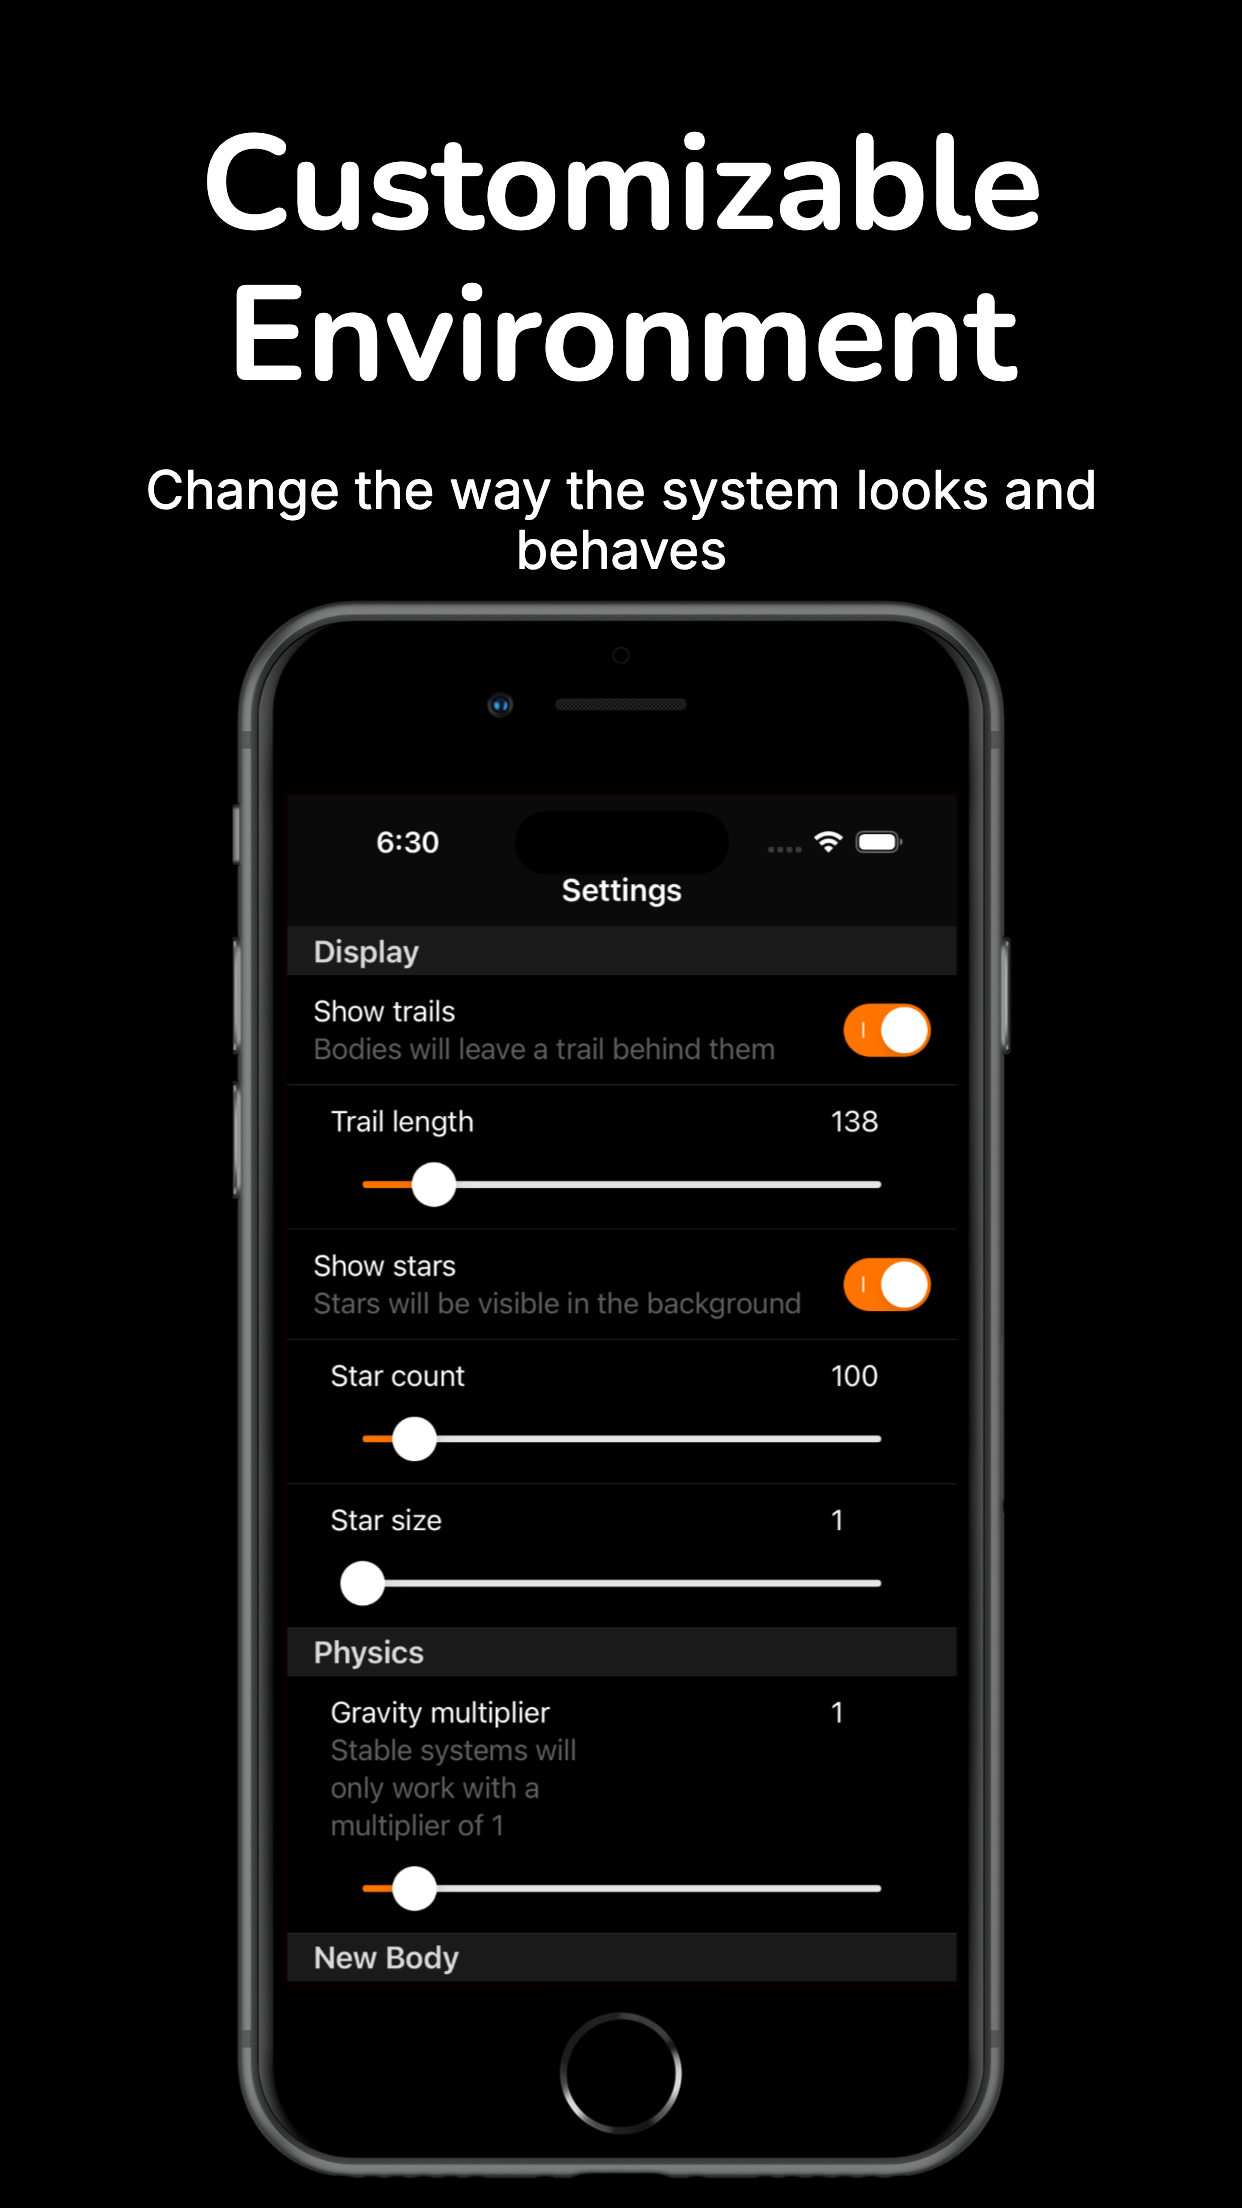 Customizable
Environment
Change the way the system looks and
behaves
6:30
Settings
Display
Show trails
Bodies will leave a trail behind them
Trail length 138
Show stars
Stars will be visible in the background
Star count 100
Star size 1
Physics
Gravity multiplier 1
Stable systems will
only work with a
multiplier of 1
New Body